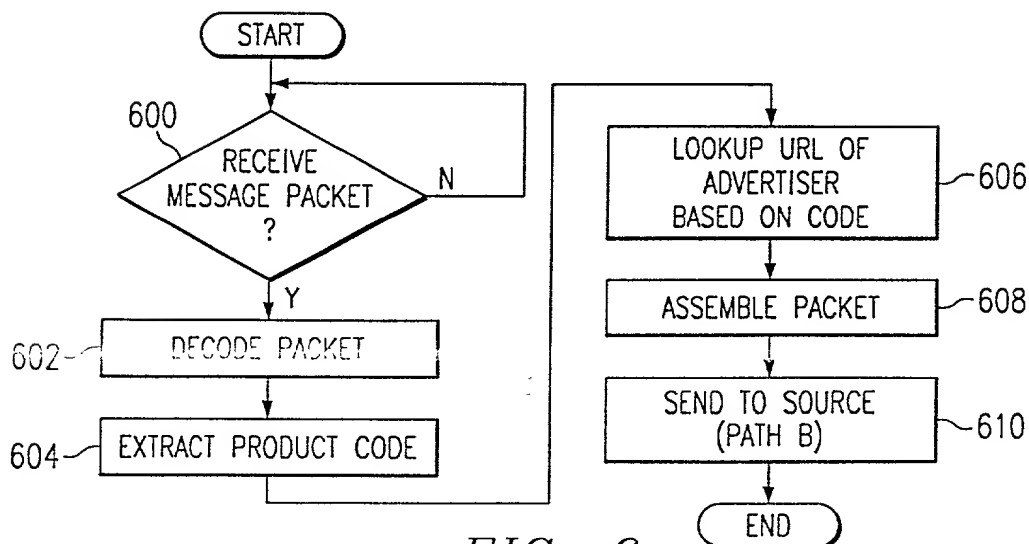 START
600
RECEIVE
MESSAGE PACKET
?
N
Y
602
DECODE PACKET
604
EXTRACT PRODUCT CODE
LOOKUP URL OF
ADVERTISER
BASED ON CODE
606
ASSEMBLE PACKET
608
SEND TO SOURCE
(PATH B)
610
END